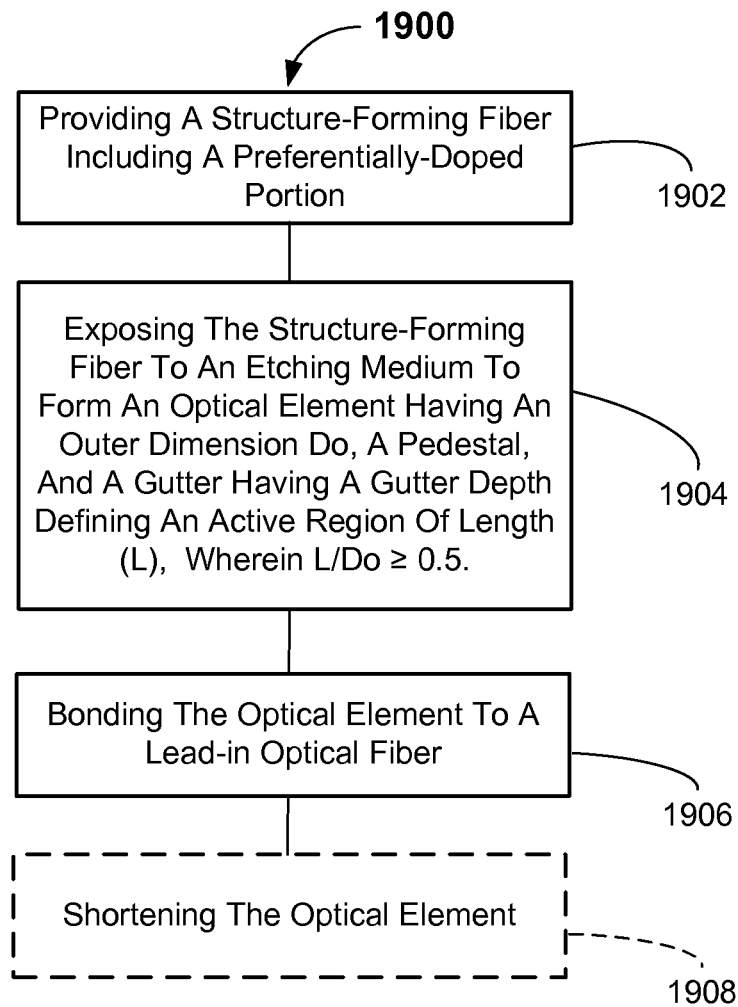 1900
Providing A Structure-Forming Fiber
Including A Preferentially-Doped
Portion
1902
Exposing The Structure-Forming
Fiber To An Etching Medium To
Form An Optical Element Having An
Outer Dimension Do, A Pedestal,
And A Gutter Having A Gutter Depth
Defining An Active Region Of Length
(L), Wherein L/Do ≥ 0.5.
1904
Bonding The Optical Element To A
Lead-in Optical Fiber
1906
Shortening The Optical Element
1908